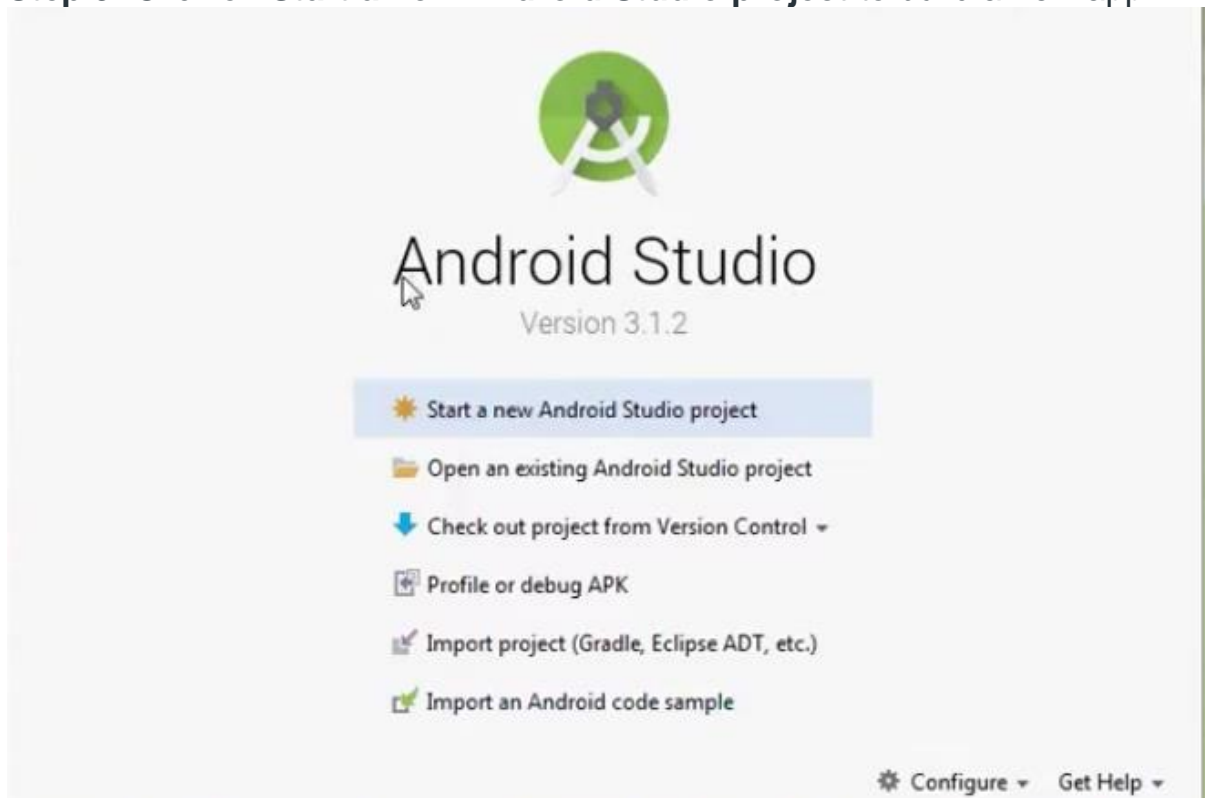 Android Studio
Version 3.1.2
Start a new Android Studio project
Open an existing Android Studio project
Check out project from Version Control
Profile or debug APK
Import project (Gradle, Eclipse ADT, etc.)
Import an Android code sample
Configure Get Help